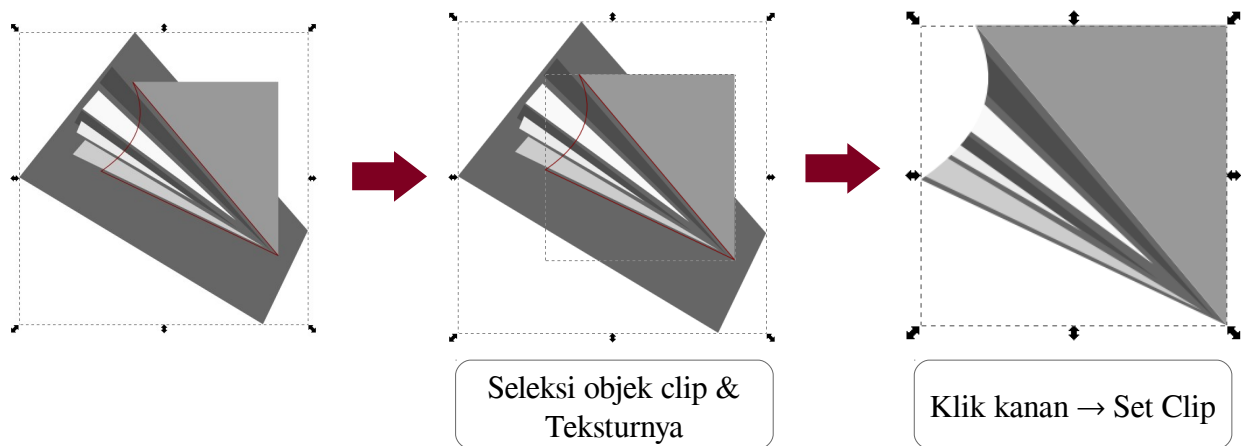 Seleksi objek clip &
Teksturnya
Klik kanan → Set Clip